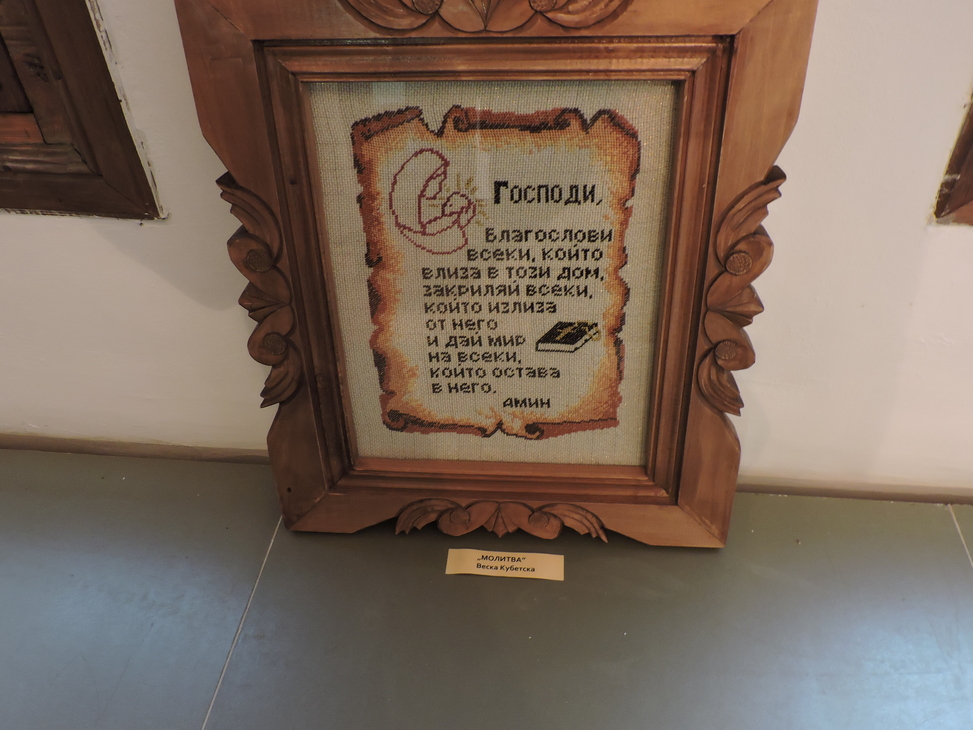 Господи,
Благослови
всеки, който
влиза в този дом,
закриляй всеки,
който излиза
от него
и дай мир
на всеки,
който остава
в него.
амин
„МОЛИТВА“
Веска Кубетска